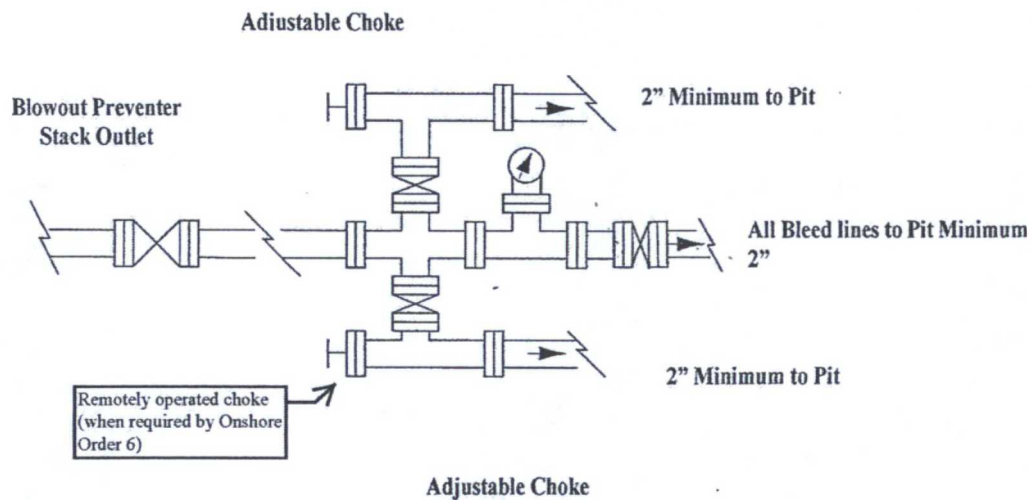 Adiustable Choke
Blowout Preventer
Stack Outlet
2" Minimum to Pit
All Bleed lines to Pit Minimum
2"
2" Minimum to Pit
Remotely operated choke
(when required by Onshore
Order 6)
Adjustable Choke